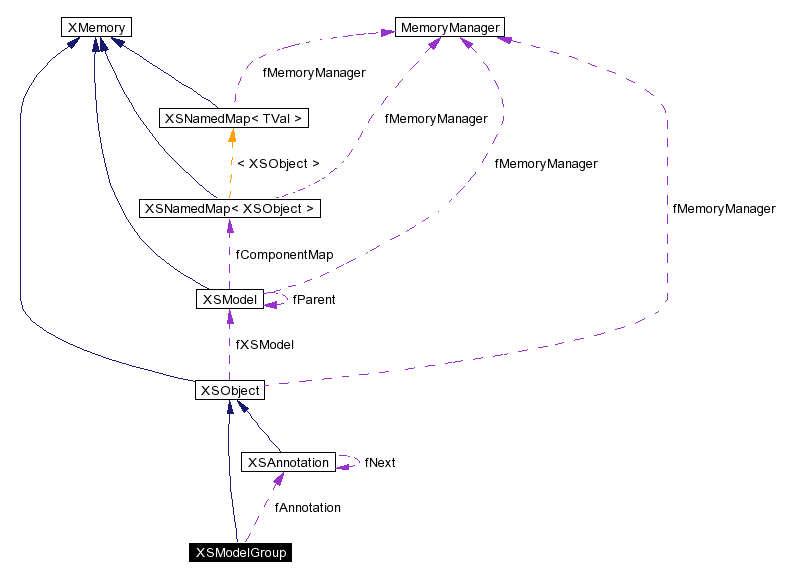 XMemory
MemoryManager
fMemoryManager
XSNamedMap< TVal >
fMemoryManager
< XSObject >
fMemoryManager
XSNamedMap< XSObject >
fMemoryManager
fComponentMap
XSModel
fParent
fXSModel
XSObject
XSAnnotation
fNext
fAnnotation
XSModelGroup